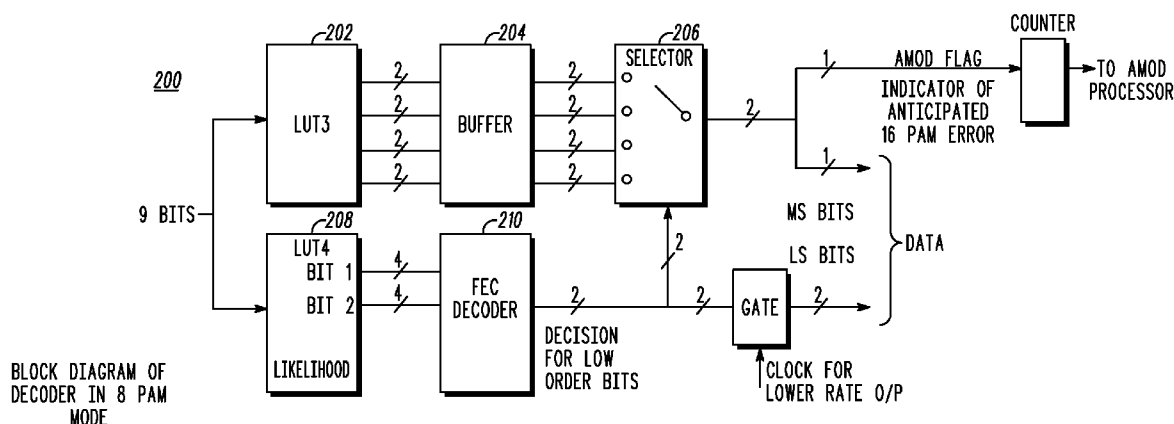 COUNTER
202
204
206
SELECTOR
200
LUT3
BUFFER
2
2
2
2
2
2
2
2
2
1
AMOD FLAG
INDICATOR OF
ANTICIPATED
16 PAM ERROR
TO AMOD
PROCESSOR
1
9 BITS
208
210
LUT4
BIT 1
BIT 2
LIKELIHOOD
4
4
FEC
DECODER
2
DECISION
FOR LOW
ORDER BITS
2
2
GATE
2
MS BITS
LS BITS
DATA
CLOCK FOR
LOWER RATE O/P
BLOCK DIAGRAM OF
DECODER IN 8 PAM
MODE